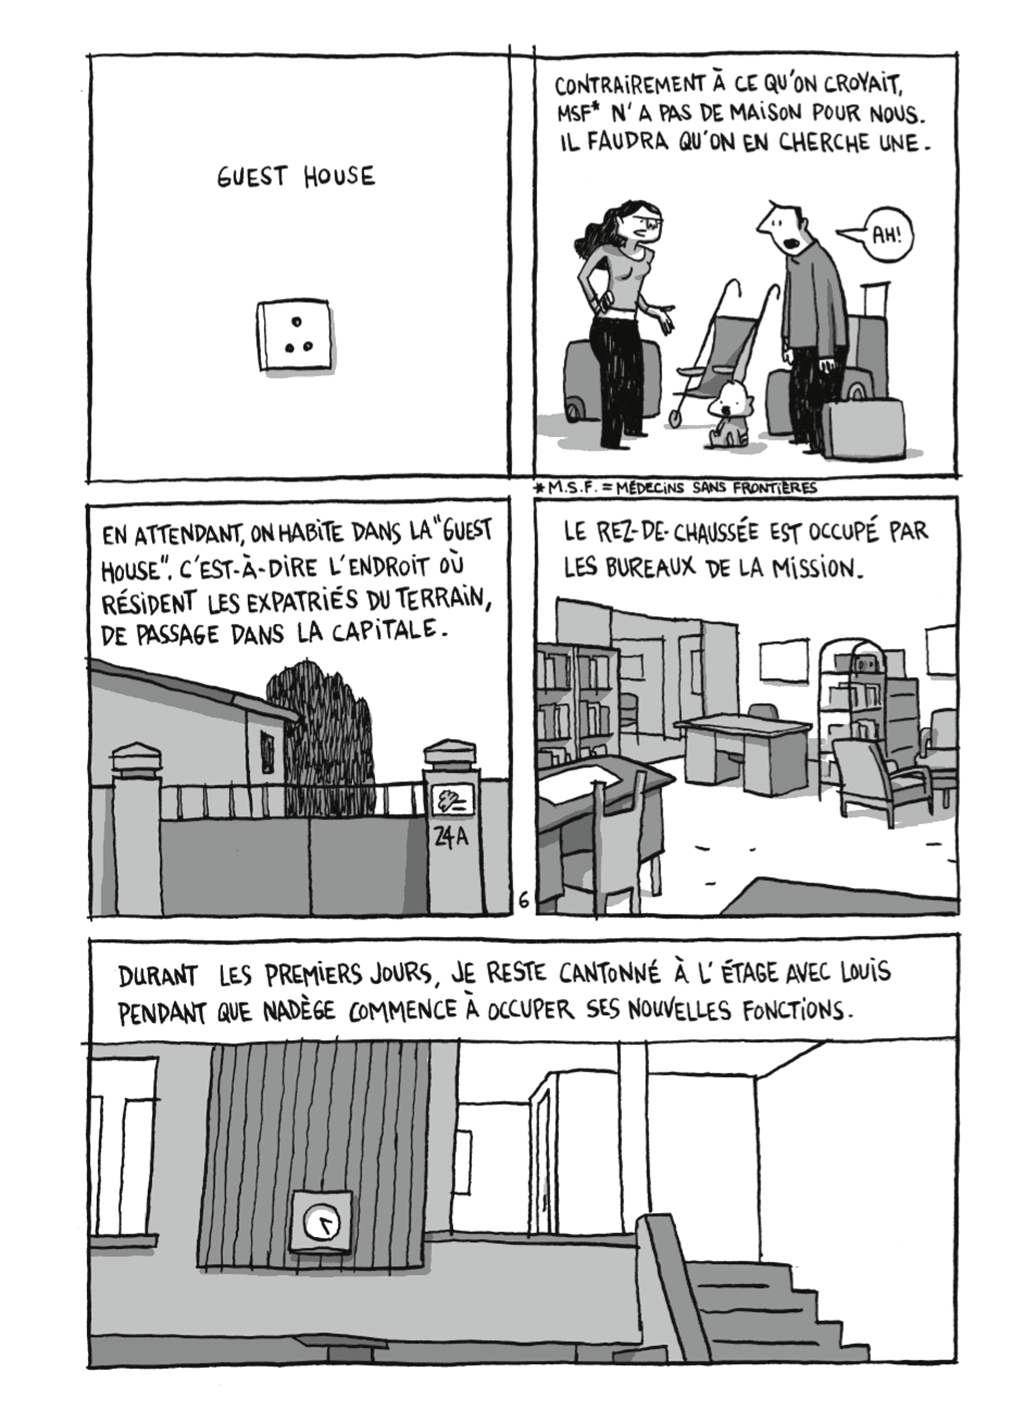 GUEST HOUSE
CONTRAIREMENT À CE QU'ON CROYAIT,
MSF* N'A PAS DE MAISON POUR NOUS.
IL FAUDRA QU'ON EN CHERCHE UNE.
AH!
*M.S.F. = MÉDECINS SANS FRONTIÈRES
EN ATTENDANT, ON HABITE DANS LA "GUEST
HOUSE". C'EST-À-DIRE L'ENDROIT OÙ
RÉSIDENT LES EXPATRIÉS DU TERRAIN,
DE PASSAGE DANS LA CAPITALE.
24A
LE REZ-DE-CHAUSSÉE EST OCCUPÉ PAR
LES BUREAUX DE LA MISSION.
6
DURANT LES PREMIERS JOURS, JE RESTE CANTONNÉ À L'ÉTAGE AVEC LOUIS
PENDANT QUE NADÈGE COMMENCE À OCCUPER SES NOUVELLES FONCTIONS.